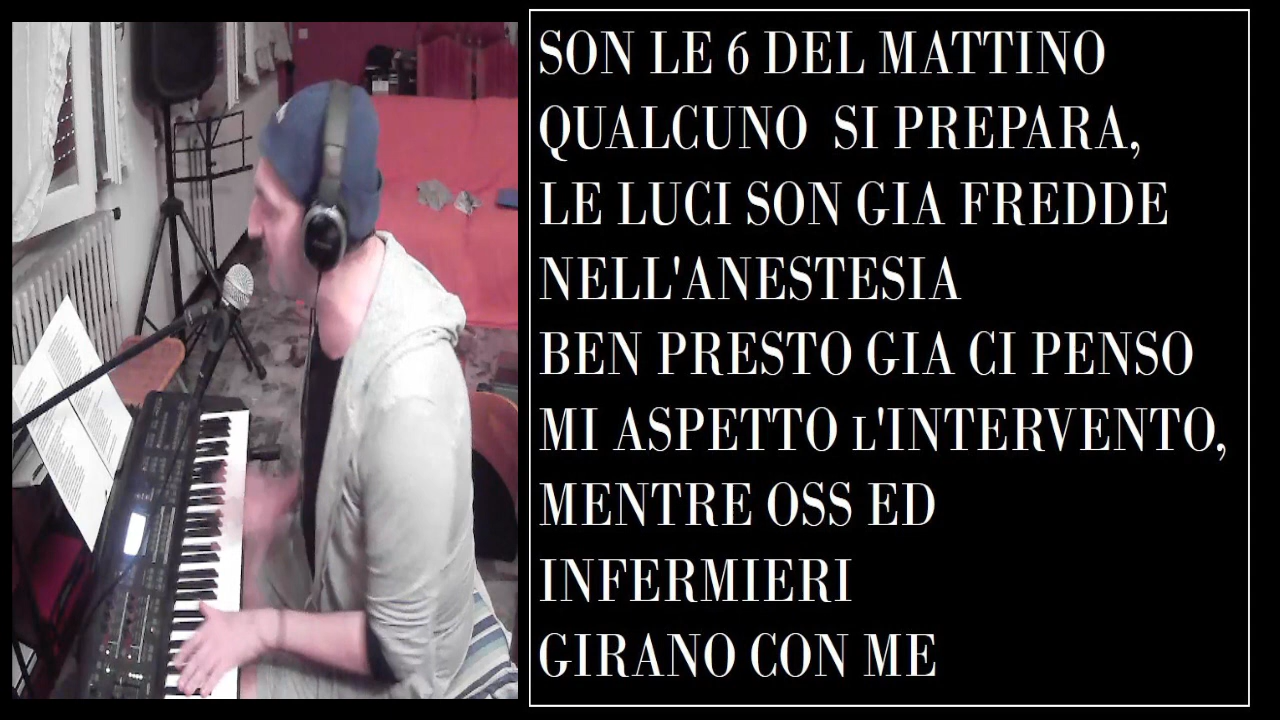 SON LE 6 DEL MATTINO
QUALCUNO SI PREPARA,
LE LUCI SON GIA FREDDE
NELL'ANESTESIA
BEN PRESTO GIA CI PENSO
MI ASPETTO L'INTERVENTO,
MENTRE OSS ED
INFERMIERI
GIRANO CON ME